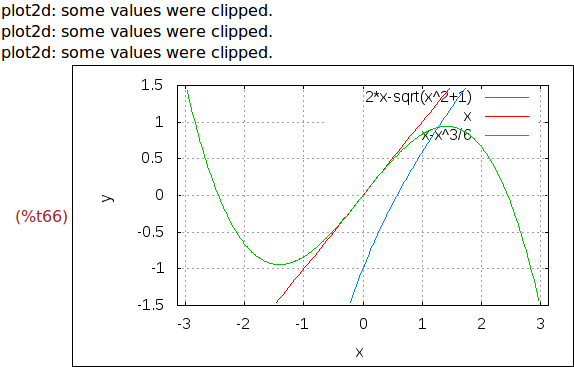 plot2d: some values were clipped.
plot2d: some values were clipped.
plot2d: some values were clipped.
(%t66)
y
1.5
1
0.5
0
-0.5
-1
-1.5
2*x-sqrt(x^2+1)
x
x-x^3/6
-3 -2 -1 0 1 2 3
x